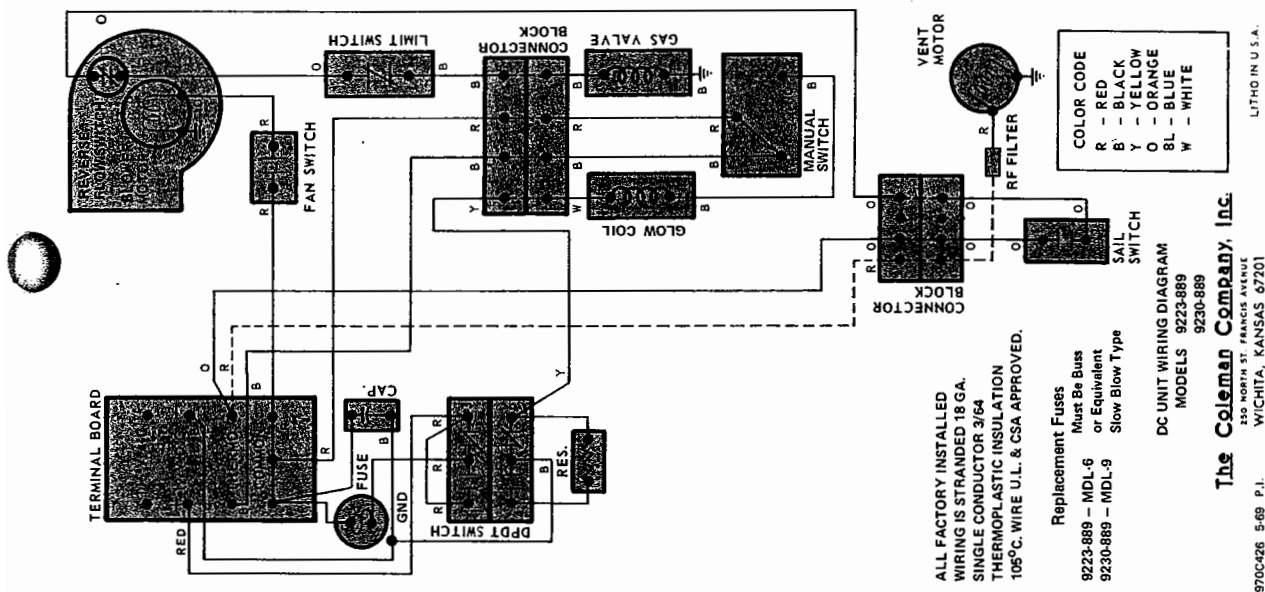 TERMINAL BOARD
RED
O
R
B
R
R
FAN SWITCH
R
BLOWER
O
LIMIT SWITCH
O
B
CONNECTOR
BLOCK
B
R
B
Y
B
R
B
W
GAS VALVE
B
GLOW COIL
B
MANUAL
SWITCH
R
B
FUSE
CAP.
B
GND
R
R
R
B
DPDT SWITCH
RES.
Y
CONNECTOR
BLOCK
O
O
R
O
O
O
O
SAIL
SWITCH
RF FILTER
R
VENT
MOTOR
COLOR CODE
R – RED
B – BLACK
Y – YELLOW
O – ORANGE
BL – BLUE
W – WHITE
ALL FACTORY INSTALLED
WIRING IS STRANDED 18 GA.
SINGLE CONDUCTOR 3/64
THERMOPLASTIC INSULATION
105°C. WIRE U.L. & CSA APPROVED.
Replacement Fuses
9223-889 – MDL-6 Must Be Buss
9230-889 – MDL-9 or Equivalent
Slow Blow Type
DC UNIT WIRING DIAGRAM
MODELS 9223-889
9230-889
The Coleman Company, Inc.
250 NORTH ST. FRANCIS AVENUE
WICHITA, KANSAS 67201
970C426 5-69 P.I.
LITHO IN U.S.A.